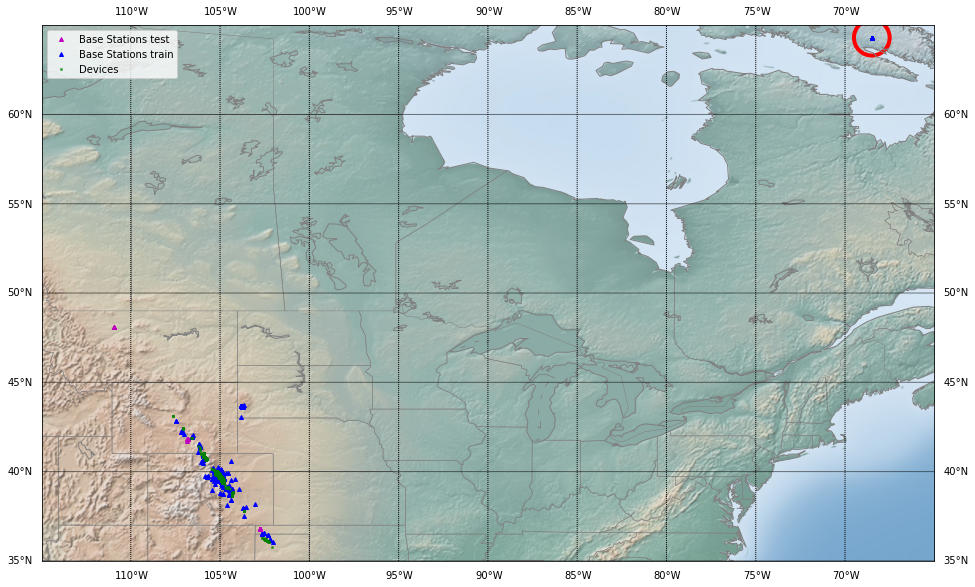 110°W 105°W 100°W 95°W 90°W 85°W 80°W 75°W 70°W
Base Stations test
Base Stations train
Devices
60°N 60°N
55°N 55°N
50°N 50°N
45°N 45°N
40°N 40°N
35°N 35°N
110°W 105°W 100°W 95°W 90°W 85°W 80°W 75°W 70°W